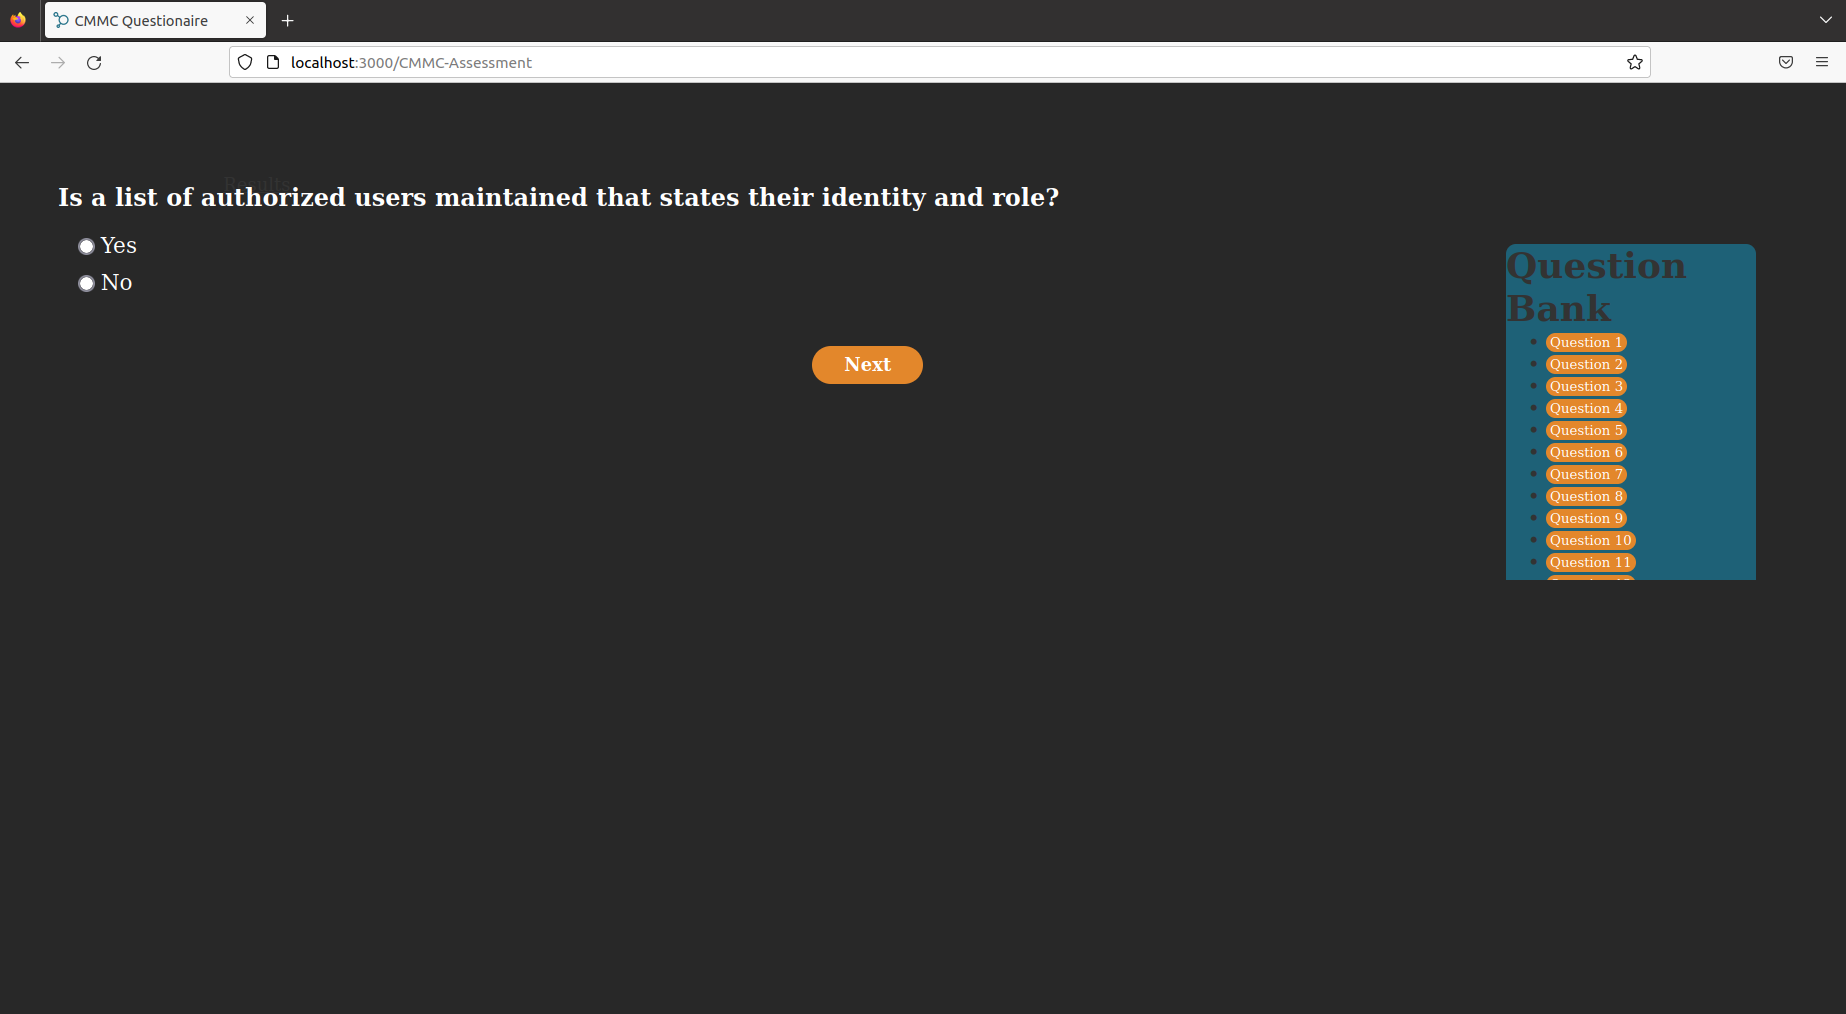 CMMC Questionaire
localhost:3000/CMMC-Assessment
Results
Is a list of authorized users maintained that states their identity and role?
Yes
No
Next
Question
Bank
Question 1
Question 2
Question 3
Question 4
Question 5
Question 6
Question 7
Question 8
Question 9
Question 10
Question 11